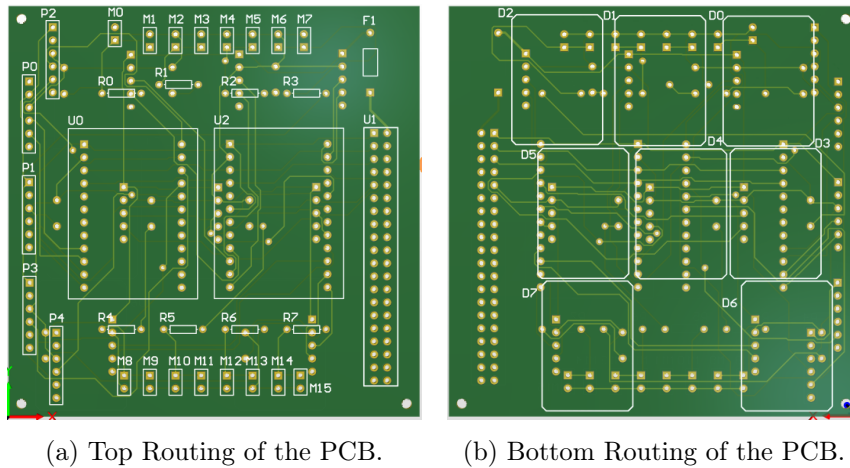 P2
M0
M1
M2
M3
M4
M5
M6
M7
F1
P0
R0
R1
R2
R3
U0
U2
U1
P1
P3
P4
R4
R5
R6
R7
M8
M9
M10
M11
M12
M13
M14
M15
Y
X
(a) Top Routing of the PCB.
D2
D1
D0
D5
D4
D3
D7
D6
X
(b) Bottom Routing of the PCB.